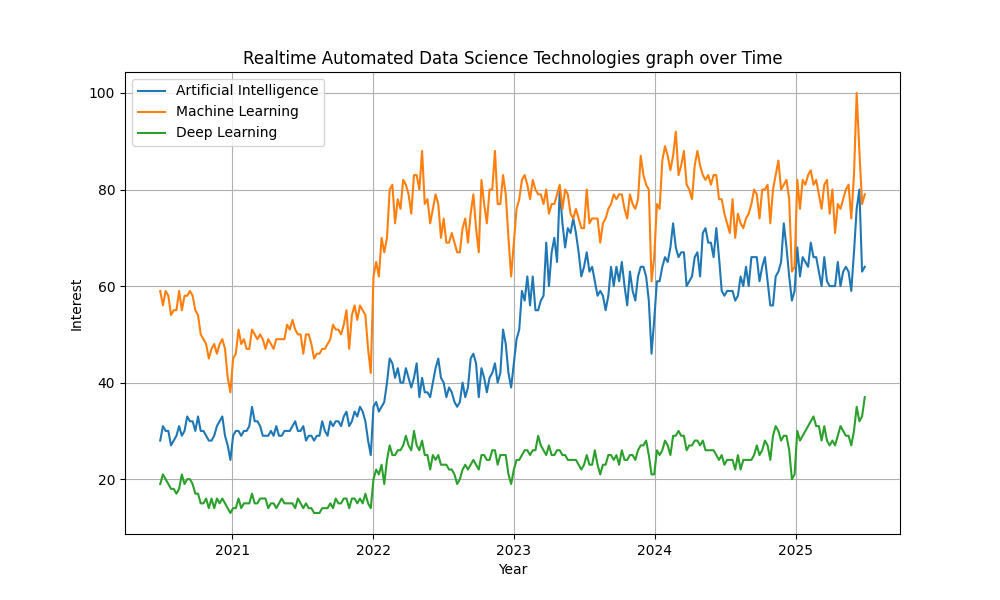 Realtime Automated Data Science Technologies graph over Time
Artificial Intelligence
Machine Learning
Deep Learning
100
80
60
40
20
Interest
2021 2022 2023 2024 2025
Year